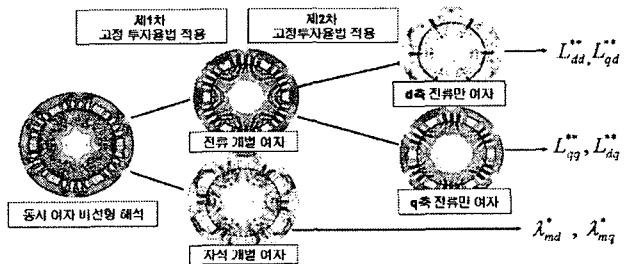 제1차
고정투자율법 적용
제2차
고정투자율법 적용
d축 전류만 여자
전류 개별 여자
동시 여자 비선형 해석
q축 전류만 여자
자석 개별 여자
L**dd, L**qd
L**qq, L**dq
λ*md , λ*mq